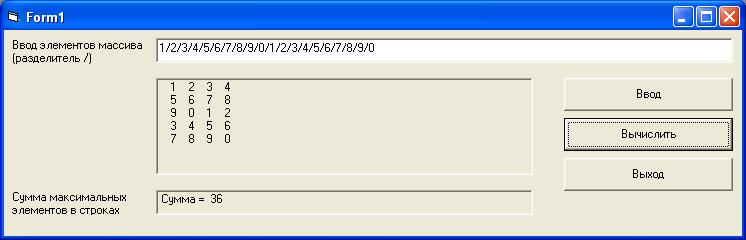 Form1
Ввод элементов массива
(разделитель /)
1/2/3/4/5/6/7/8/9/0/1/2/3/4/5/6/7/8/9/0
1 2 3 4
5 6 7 8
9 0 1 2
3 4 5 6
7 8 9 0
Ввод
Вычислить
Выход
Сумма максимальных
элементов в строках
Сумма = 36